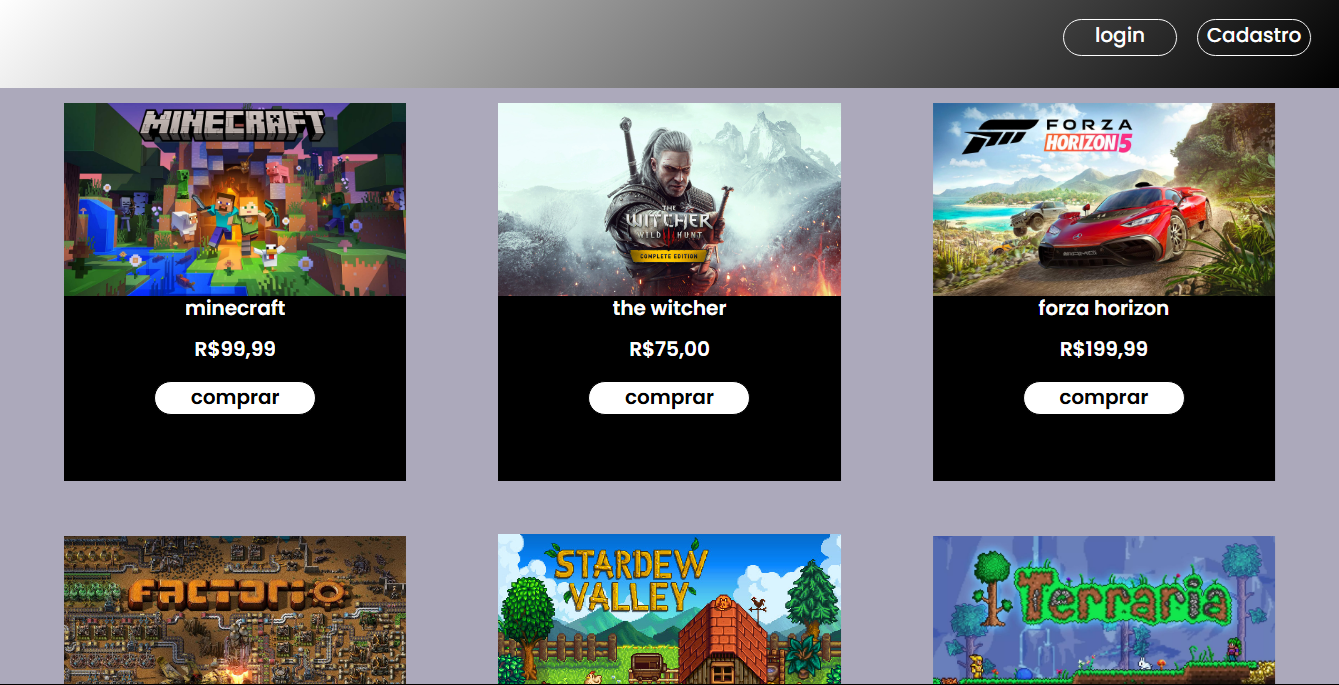 login
Cadastro
MINECRAFT
THE
WITCHER
WILD HUNT
COMPLETE EDITION
FORZA
HORIZON 5
minecraft
the witcher
forza horizon
R$99,99
R$75,00
R$199,99
comprar
comprar
comprar
FACTORIO
STARDEW
VALLEY
Terraria